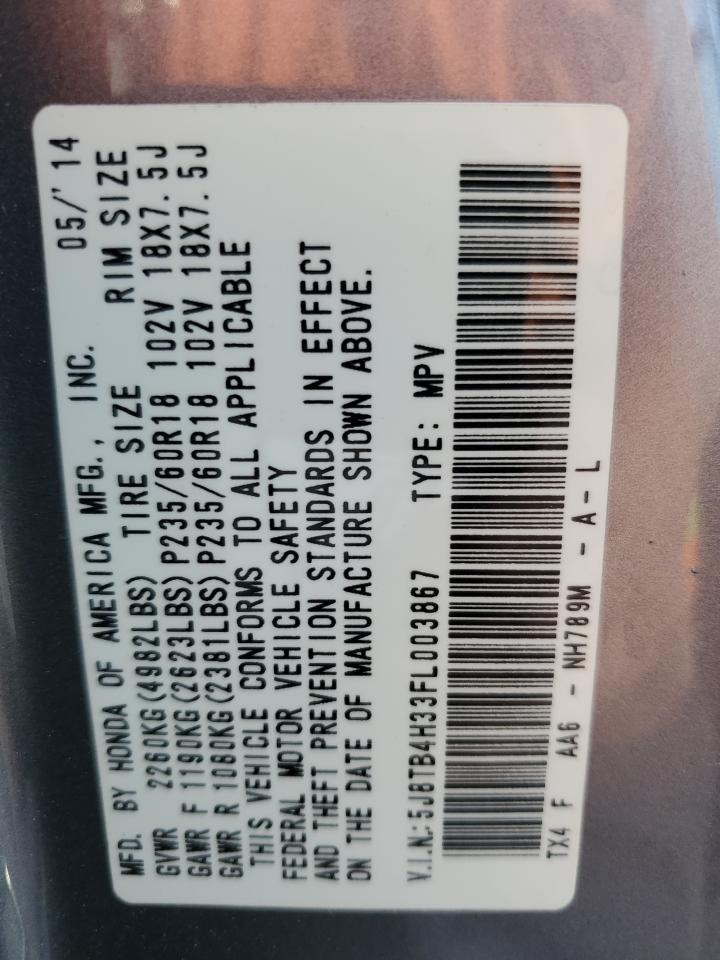 MFD. BY HONDA OF AMERICA MFG., INC. 05/'14
GVWR 2260KG(4982LBS) TIRE SIZE RIM SIZE
GAWR F 1190KG(2623LBS) P235/60R18 102V 18X7.5J
GAWR R 1080KG(2381LBS) P235/60R18 102V 18X7.5J
THIS VEHICLE CONFORMS TO ALL APPLICABLE
FEDERAL MOTOR VEHICLE SAFETY
AND THEFT PREVENTION STANDARDS IN EFFECT
ON THE DATE OF MANUFACTURE SHOWN ABOVE.
V.I.N.:5J8TB4H33FL003867 TYPE: MPV
TX4 F AA6 - NH789M - A - L